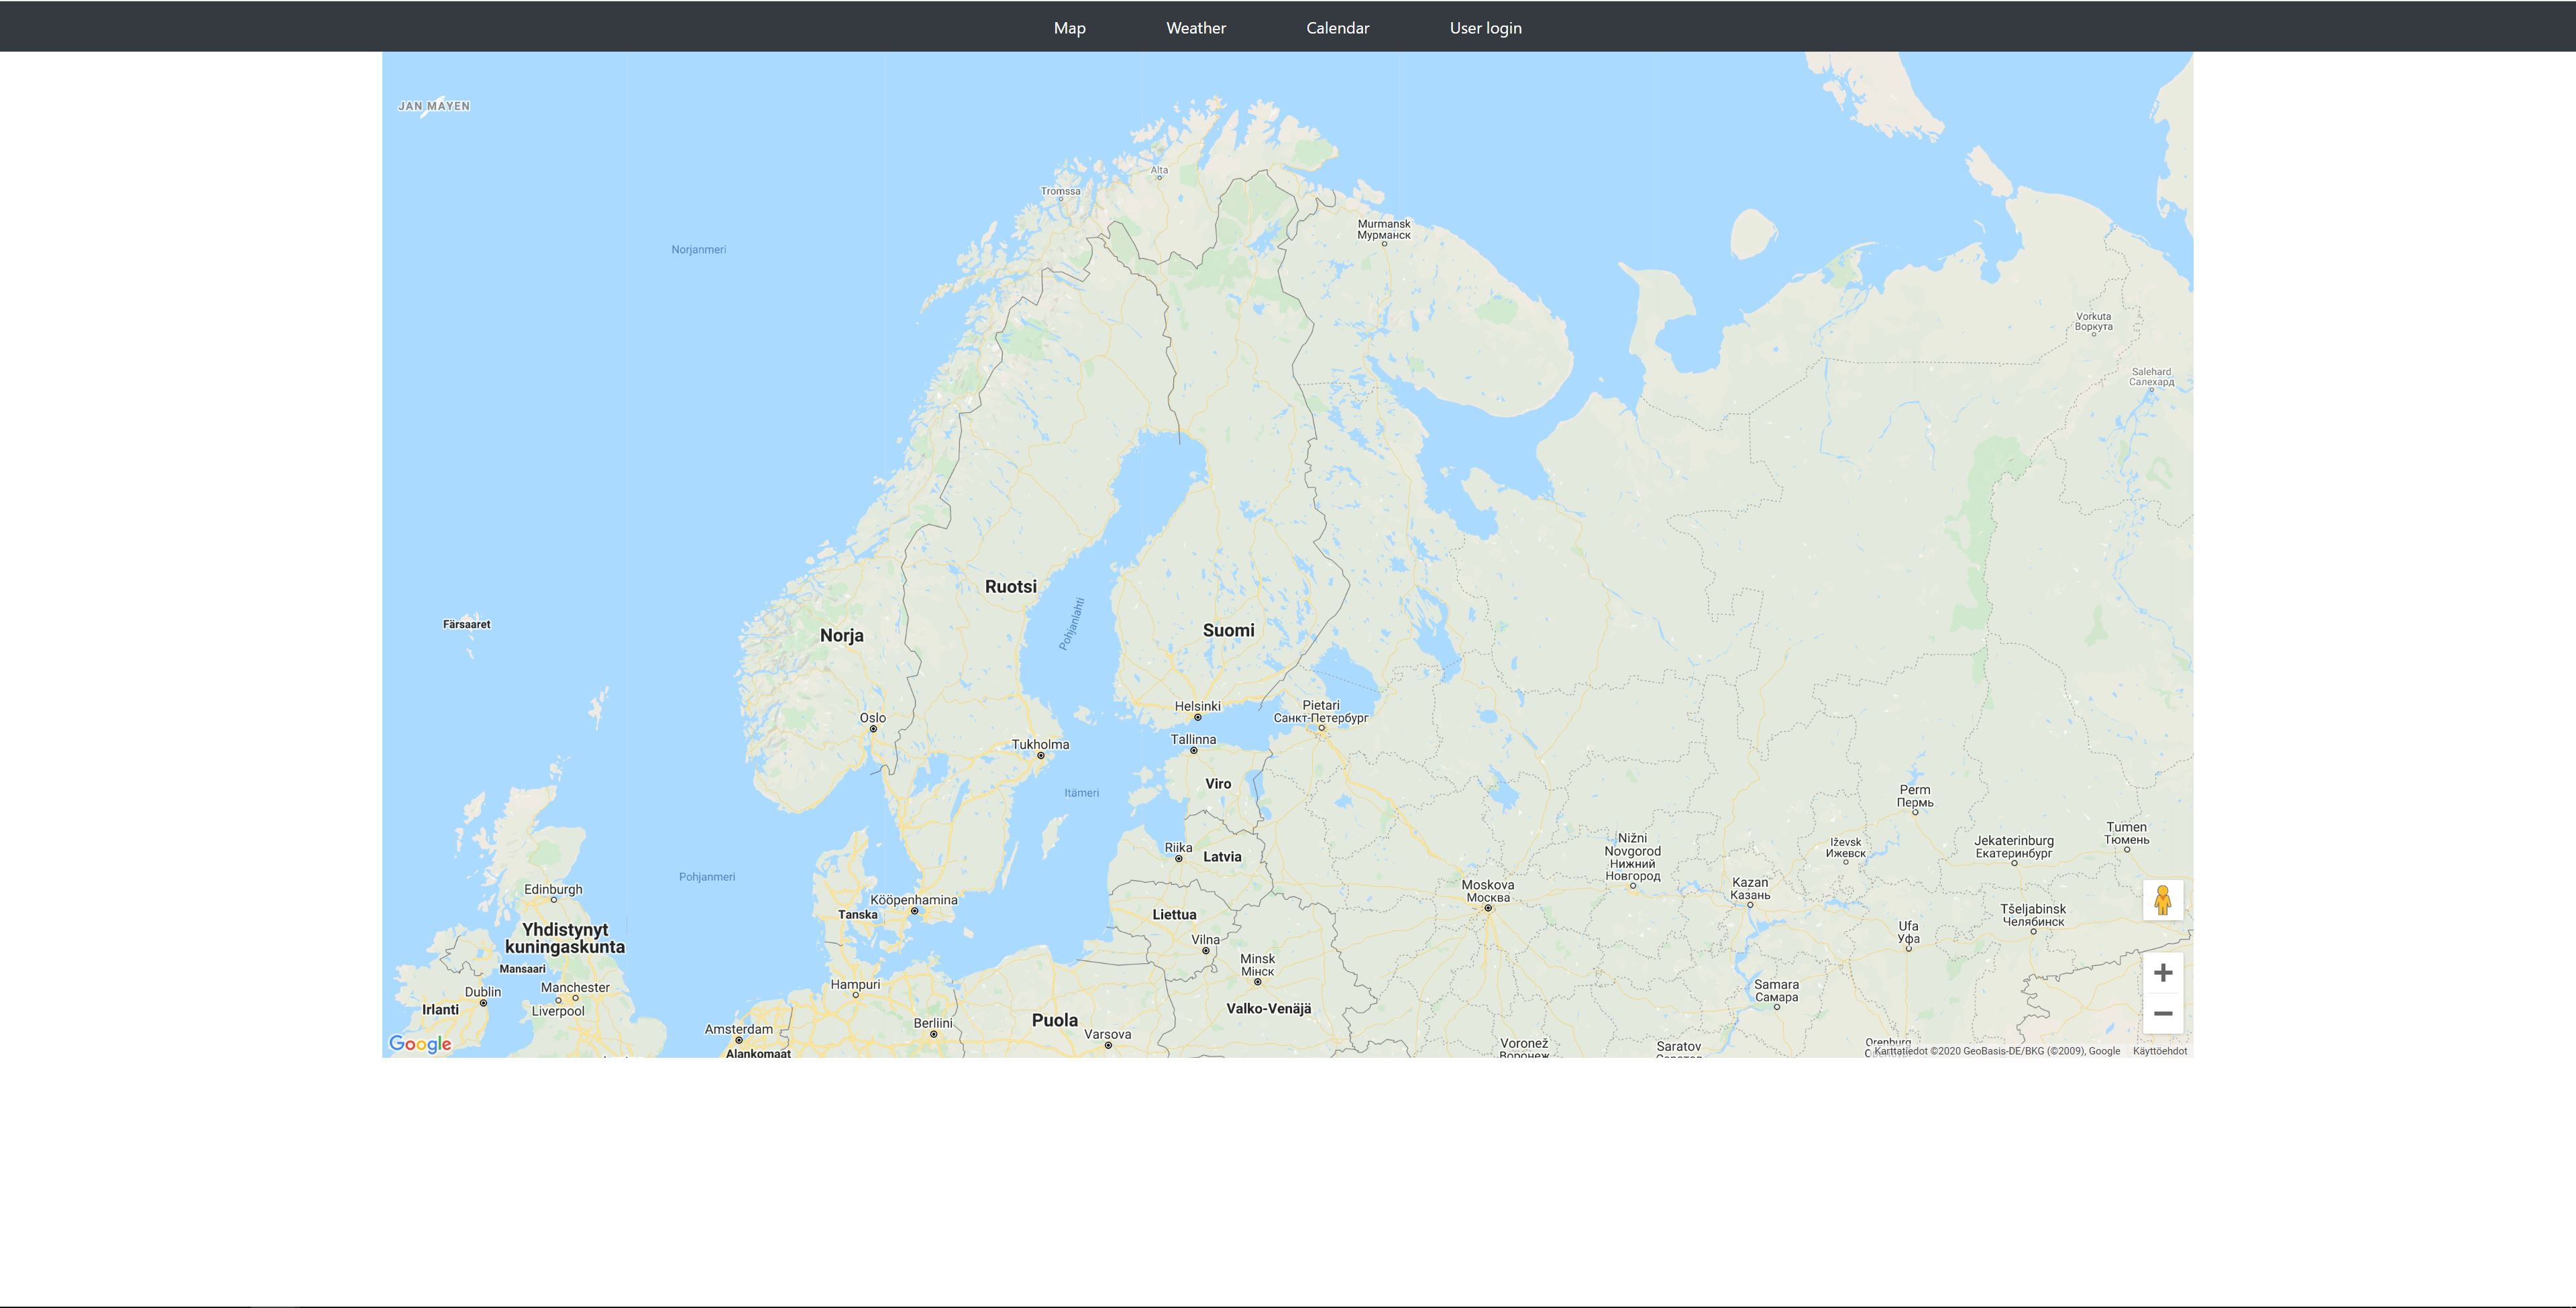 Map
Weather
Calendar
User login
JAN MAYEN
Alta
Tromssa
Murmansk
Мурманск
Norjanmeri
Vorkuta
Воркута
Salehard
Салехард
Ruotsi
Pohjanlahti
Färsaaret
Norja
Suomi
Helsinki
Pietari
Санкт-Петербург
Oslo
Tukholma
Tallinna
Viro
Itämeri
Perm
Пермь
Nižni
Novgorod
Нижний
Новгород
Iževsk
Ижевск
Jekaterinburg
Екатеринбург
Tumen
Тюмень
Riika
Latvia
Pohjanmeri
Edinburgh
Kööpenhamina
Tanska
Liettua
Moskova
Москва
Kazan
Казань
Tšeljabinsk
Челябинск
Yhdistynyt
kuningaskunta
Vilna
Ufa
Уфа
Mansaari
Minsk
Мінск
Dublin
Manchester
Liverpool
Irlanti
Hampuri
Samara
Самара
Valko-Venäjä
Puola
Amsterdam
Berliini
Varsova
Alankomaat
Voronež
Воронеж
Saratov
Orenburg
Google
Karttatiedot ©2020 GeoBasis-DE/BKG (©2009), Google
Käyttöehdot